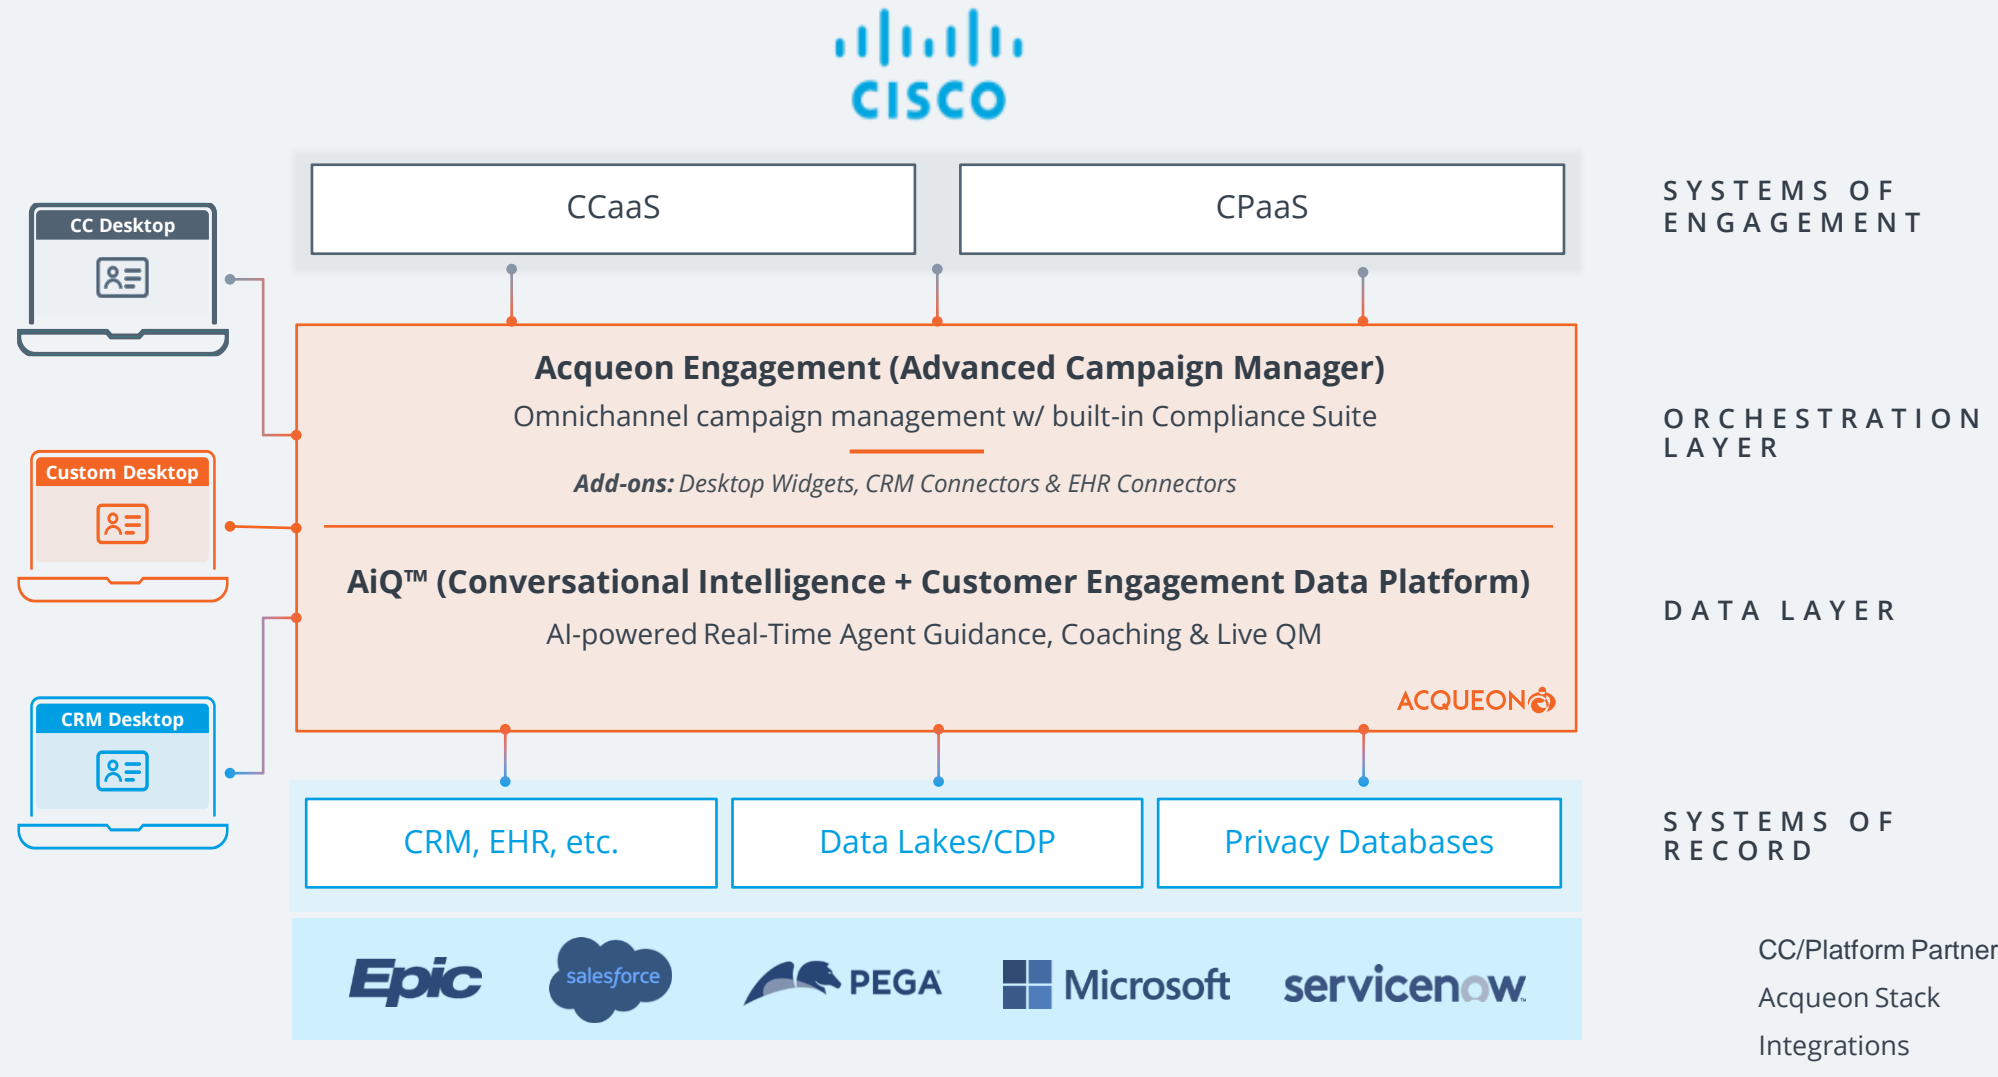 CISCO
CCaaS
CPaaS
SYSTEMS OF
ENGAGEMENT
CC Desktop
Acqueon Engagement (Advanced Campaign Manager)
Omnichannel campaign management w/ built-in Compliance Suite
Add-ons: Desktop Widgets, CRM Connectors & EHR Connectors
ORCHESTRATION
LAYER
Custom Desktop
AiQ™ (Conversational Intelligence + Customer Engagement Data Platform)
AI-powered Real-Time Agent Guidance, Coaching & Live QM
DATA LAYER
ACQUEON
CRM Desktop
CRM, EHR, etc.
Data Lakes/CDP
Privacy Databases
SYSTEMS OF
RECORD
Epic
salesforce
PEGA
Microsoft
servicenow
CC/Platform Partner
Acqueon Stack
Integrations